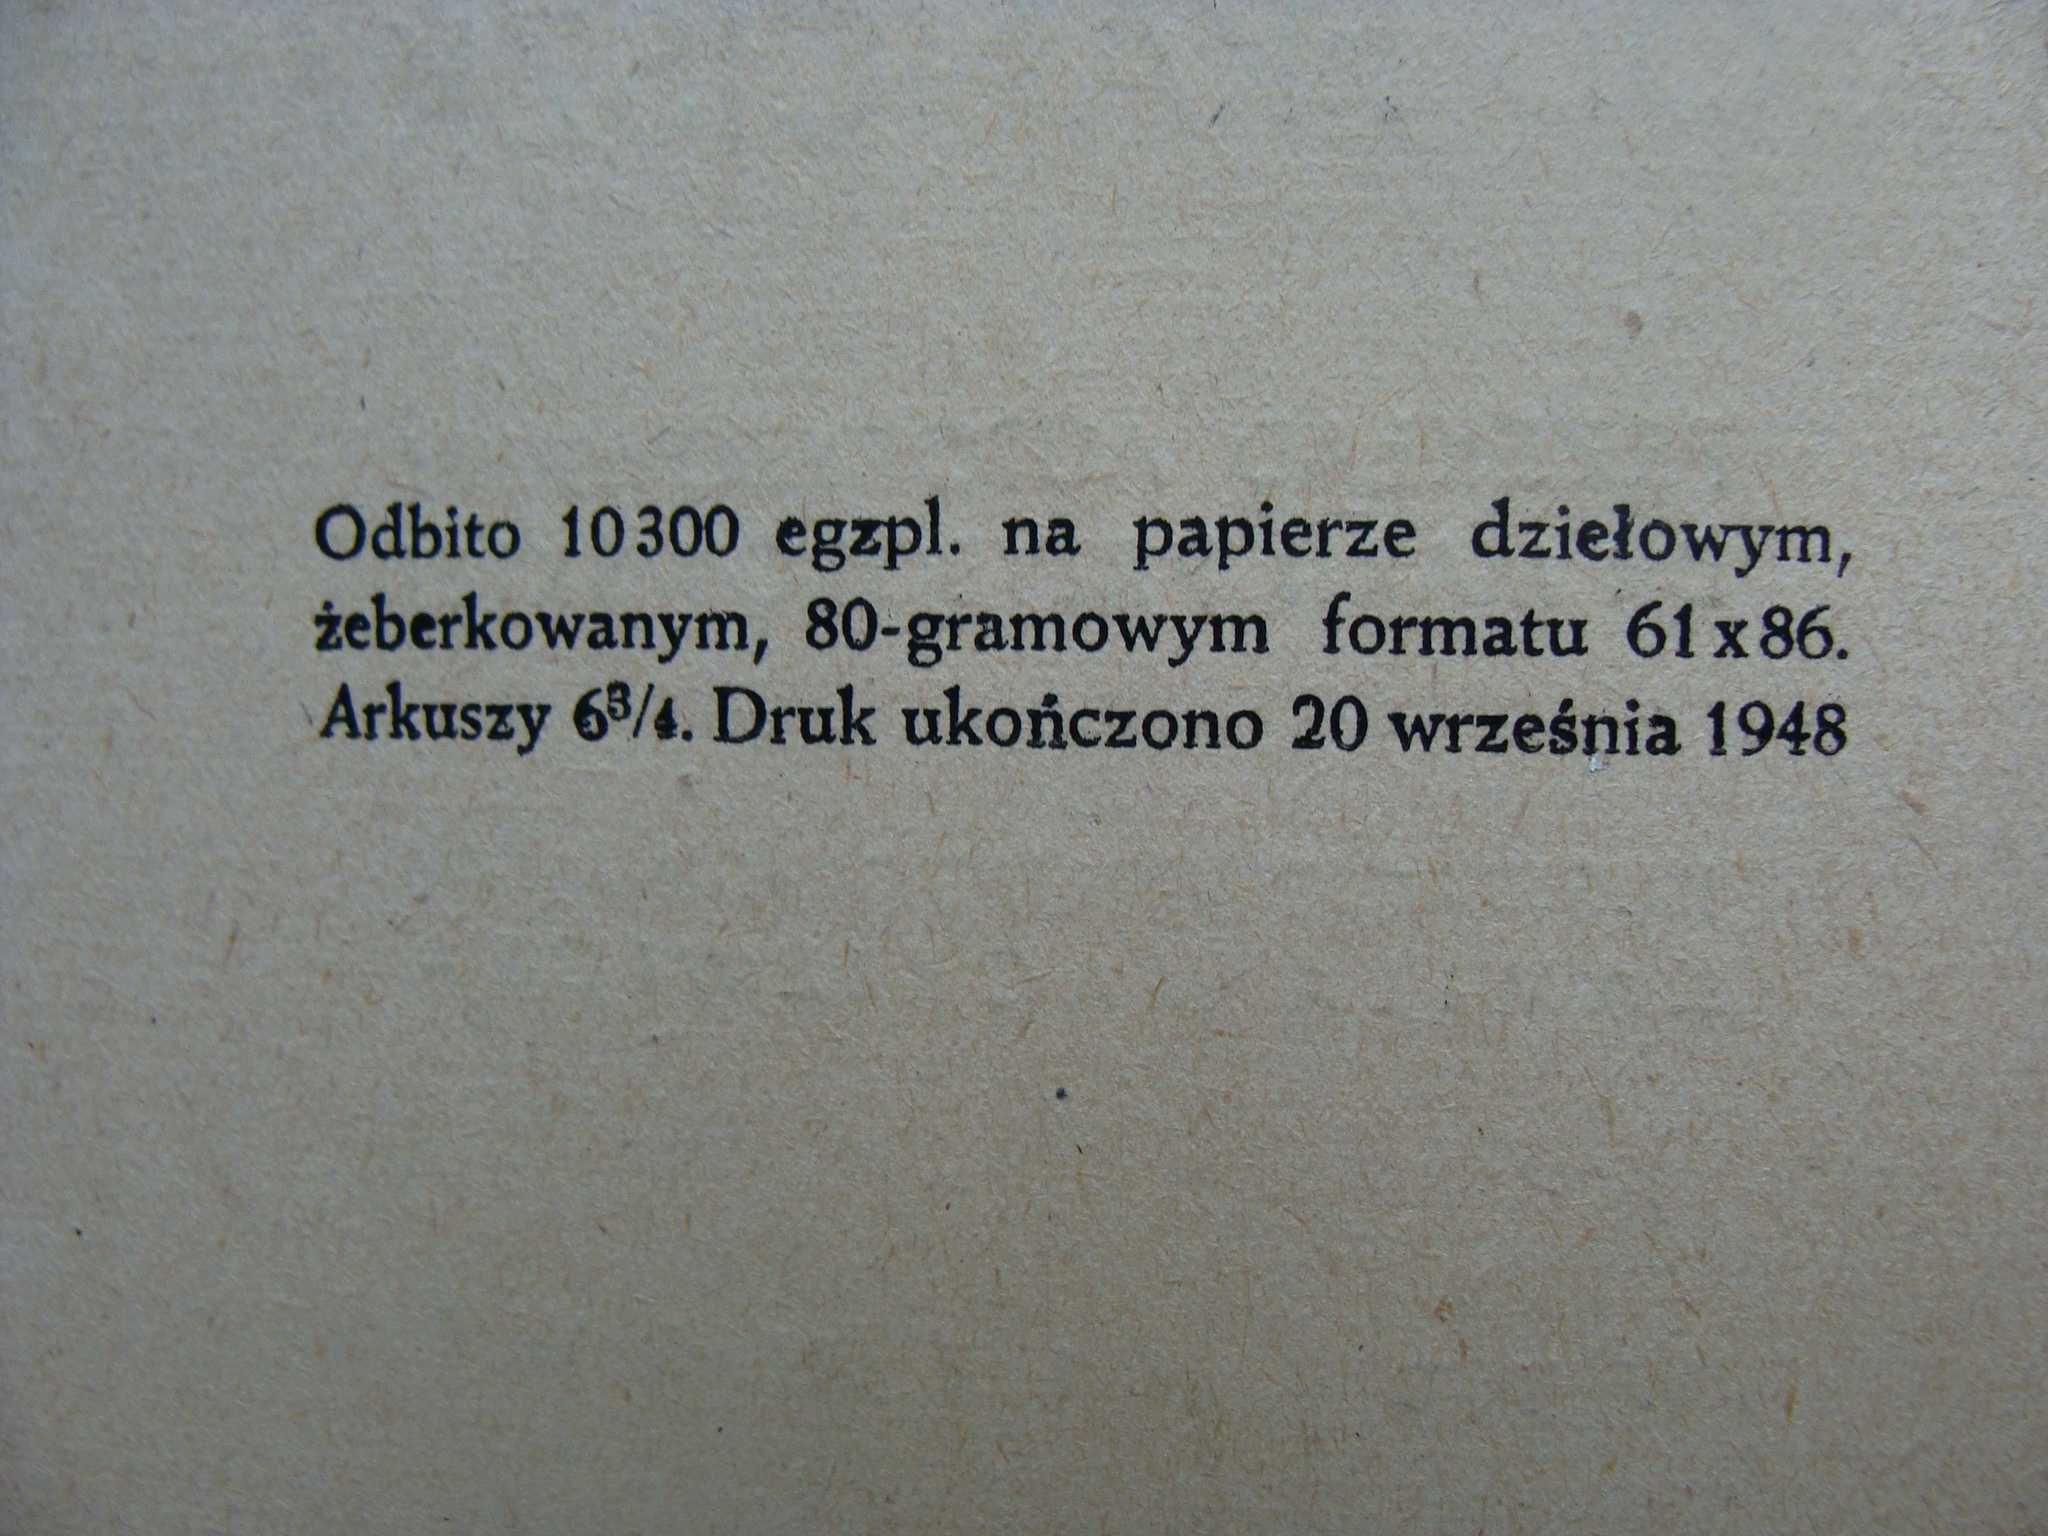 Odbito 10300 egzpl. na papierze dziełowym,
żeberkowanym, 80-gramowym formatu 61x86.
Arkuszy 6³/4. Druk ukończono 20 września 1948